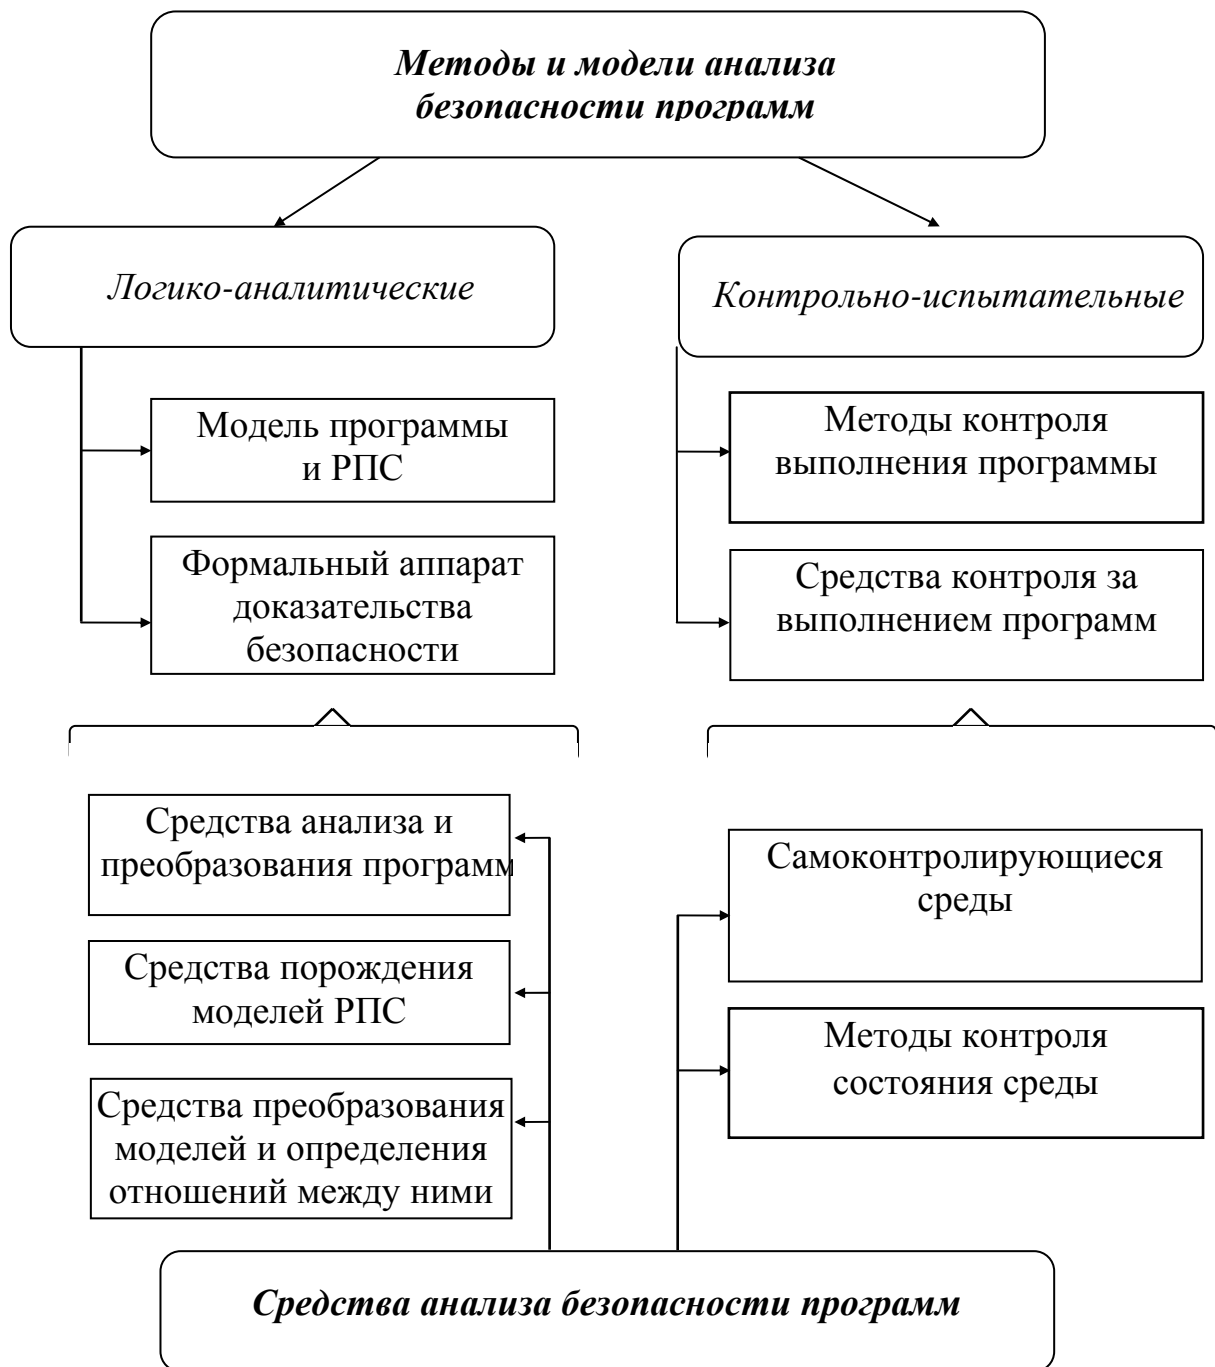 Методы и модели анализа
безопасности программ
Логико-аналитические
Контрольно-испытательные
Модель программы
и РПС
Методы контроля
выполнения программы
Формальный аппарат
доказательства
безопасности
Средства контроля за
выполнением программ
Средства анализа и
преобразования программ
Самоконтролирующиеся
среды
Средства порождения
моделей РПС
Методы контроля
состояния среды
Средства преобразования
моделей и определения
отношений между ними
Средства анализа безопасности программ